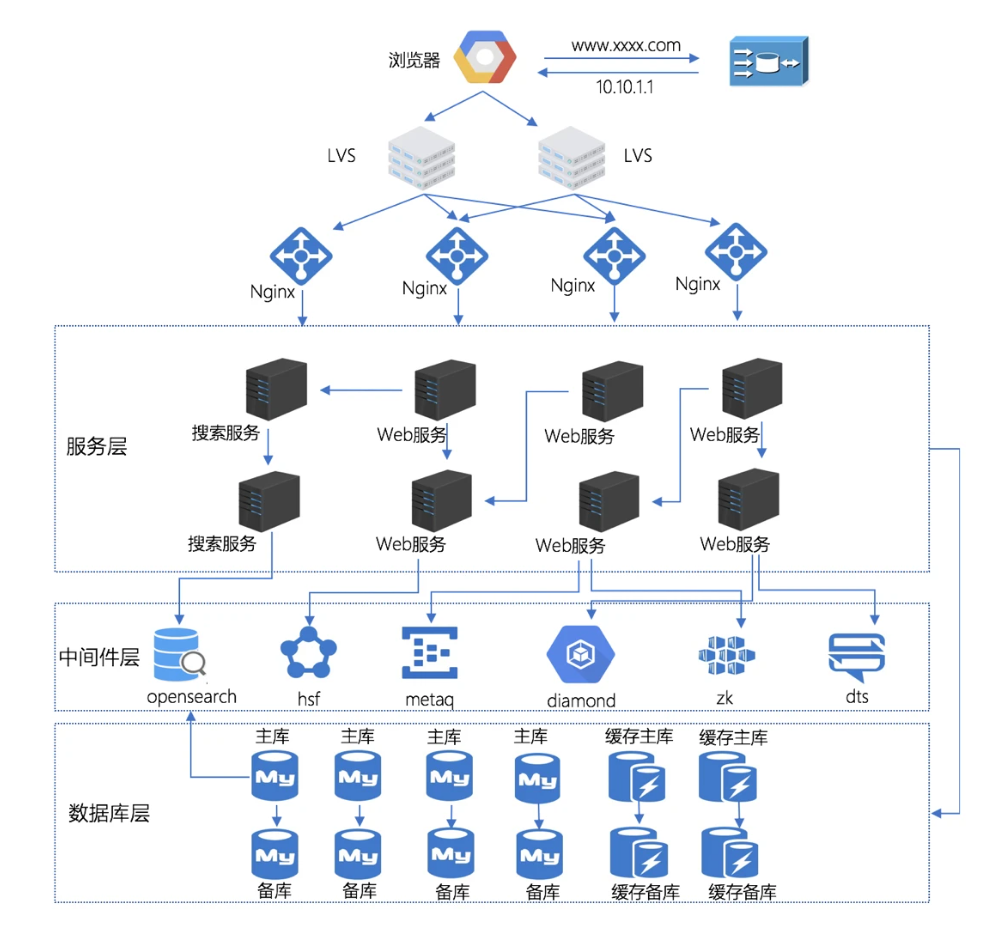 浏览器
www.xxxx.com
10.10.1.1
LVS
LVS
Nginx
Nginx
Nginx
Nginx
服务层
搜索服务
Web服务
Web服务
Web服务
搜索服务
Web服务
Web服务
Web服务
中间件层
opensearch
hsf
metaq
diamond
zk
dts
数据库层
主库
主库
主库
主库
缓存主库
缓存主库
My
My
My
My
My
My
My
My
备库
备库
备库
备库
缓存备库
缓存备库